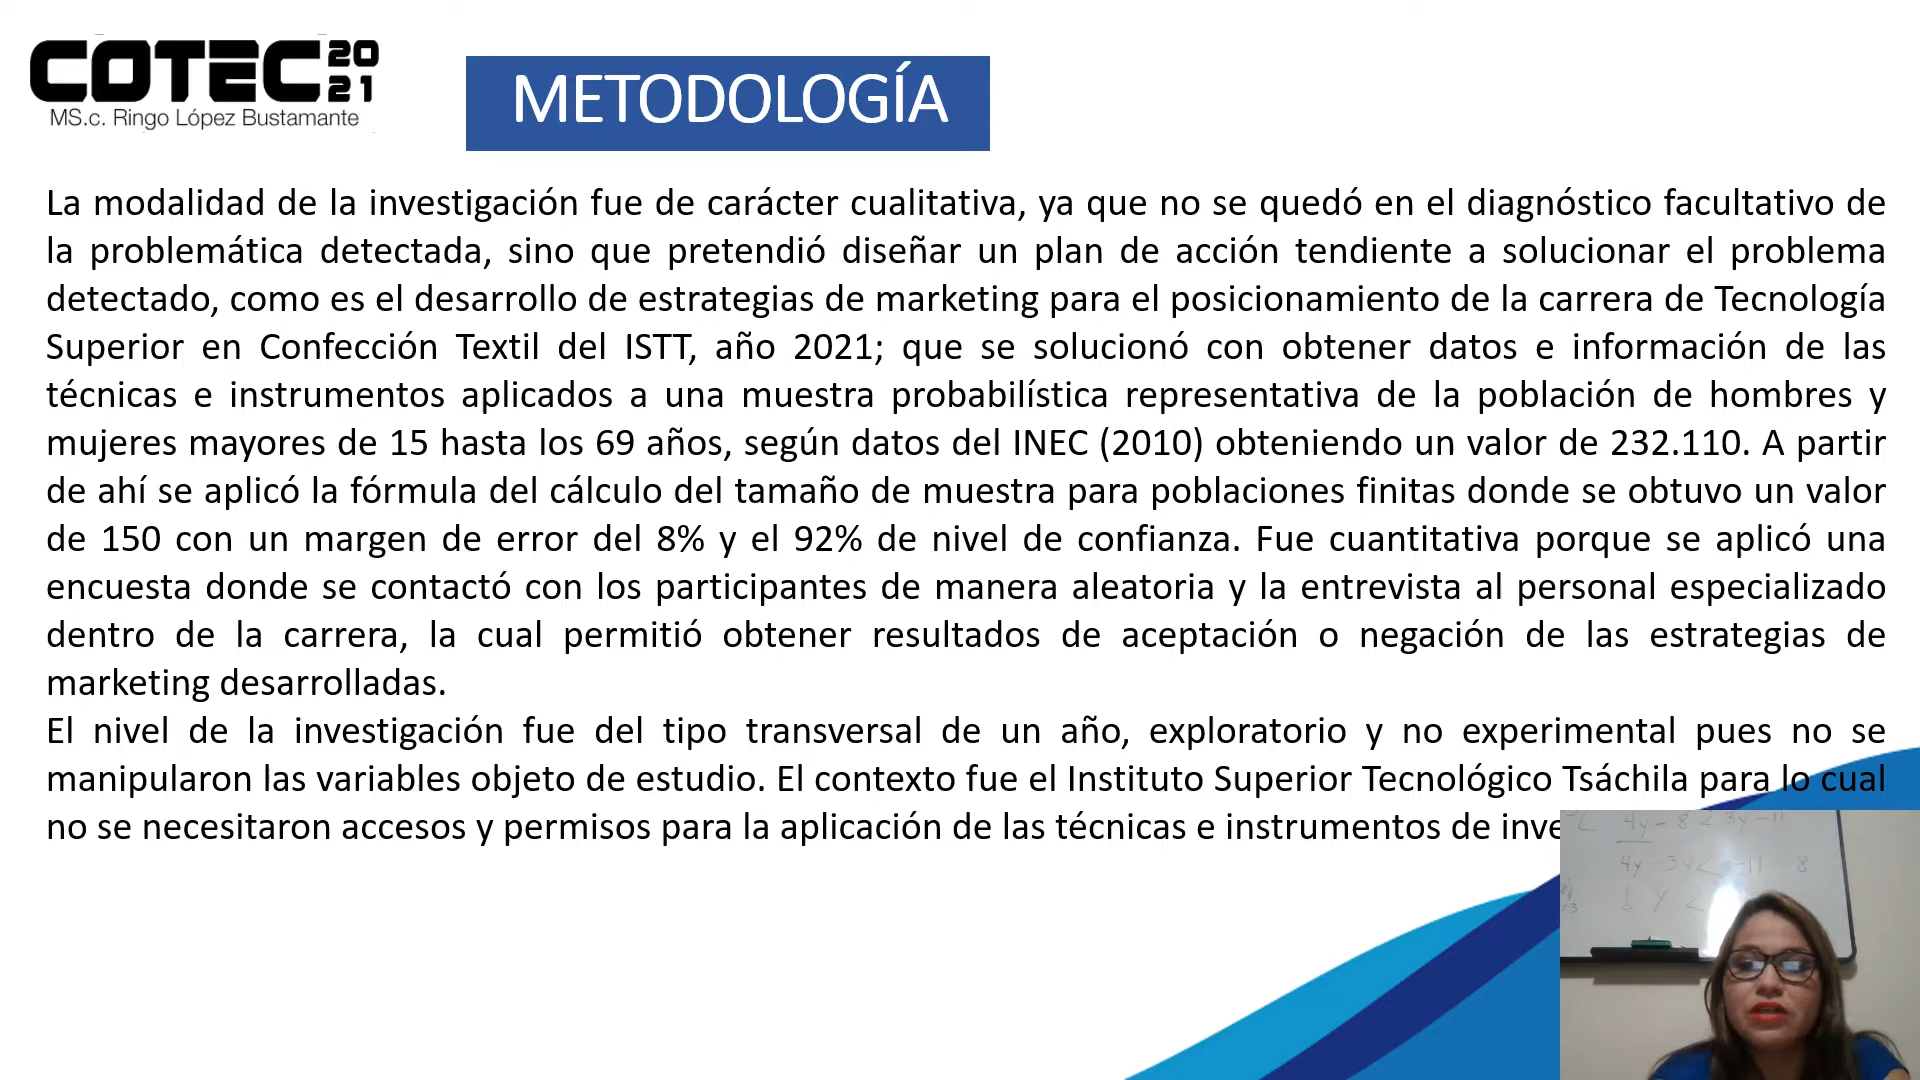 COTEC 20
21
MS.c. Ringo López Bustamante
METODOLOGÍA
La modalidad de la investigación fue de carácter cualitativa, ya que no se quedó en el diagnóstico facultativo de
la problemática detectada, sino que pretendió diseñar un plan de acción tendiente a solucionar el problema
detectado, como es el desarrollo de estrategias de marketing para el posicionamiento de la carrera de Tecnología
Superior en Confección Textil del ISTT, año 2021; que se solucionó con obtener datos e información de las
técnicas e instrumentos aplicados a una muestra probabilística representativa de la población de hombres y
mujeres mayores de 15 hasta los 69 años, según datos del INEC (2010) obteniendo un valor de 232.110. A partir
de ahí se aplicó la fórmula del cálculo del tamaño de muestra para poblaciones finitas donde se obtuvo un valor
de 150 con un margen de error del 8% y el 92% de nivel de confianza. Fue cuantitativa porque se aplicó una
encuesta donde se contactó con los participantes de manera aleatoria y la entrevista al personal especializado
dentro de la carrera, la cual permitió obtener resultados de aceptación o negación de las estrategias de
marketing desarrolladas.
El nivel de la investigación fue del tipo transversal de un año, exploratorio y no experimental pues no se
manipularon las variables objeto de estudio. El contexto fue el Instituto Superior Tecnológico Tsáchila para lo cual
no se necesitaron accesos y permisos para la aplicación de las técnicas e instrumentos de inve